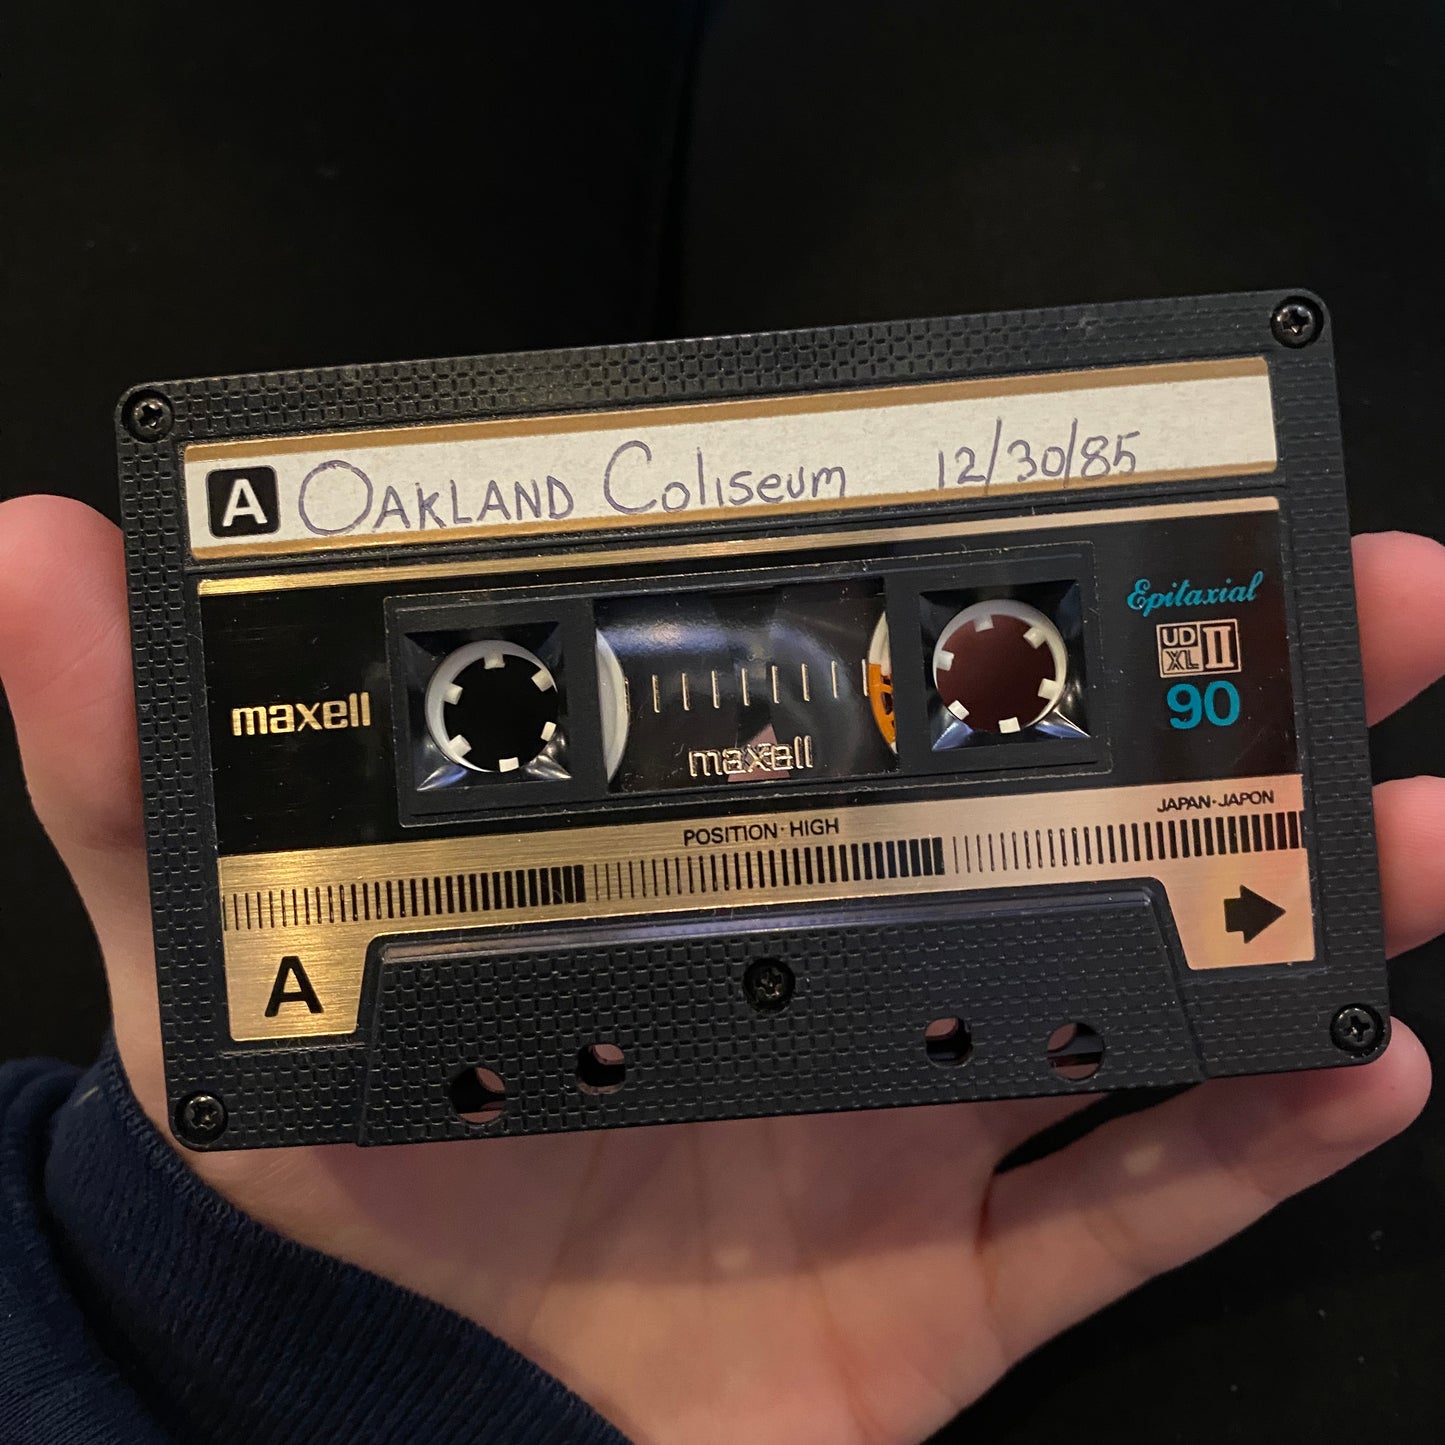 A OAKLAND COLISEUM 12/30/85
Epitaxial
UD XL II
maxell
90
maxell
JAPAN·JAPON
POSITION·HIGH
A